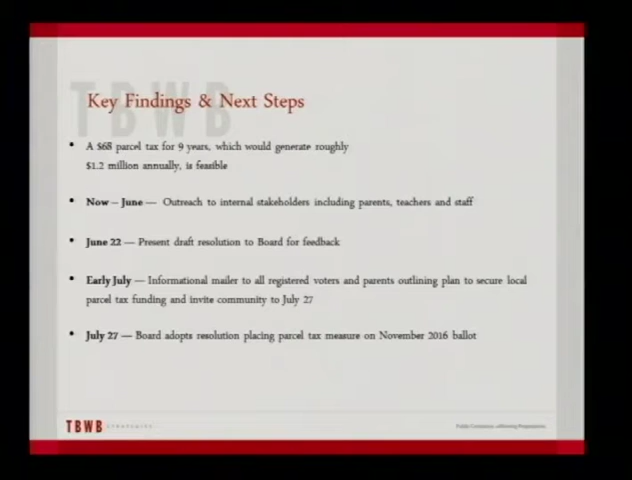 TBWB
Key Findings & Next Steps
• A $68 parcel tax for 9 years, which would generate roughly
$1.2 million annually, is feasible
• Now – June — Outreach to internal stakeholders including parents, teachers and staff
• June 22 — Present draft resolution to Board for feedback
• Early July — Informational mailer to all registered voters and parents outlining plan to secure local
parcel tax funding and invite community to July 27
• July 27 — Board adopts resolution placing parcel tax measure on November 2016 ballot
TBWB STRATEGIES